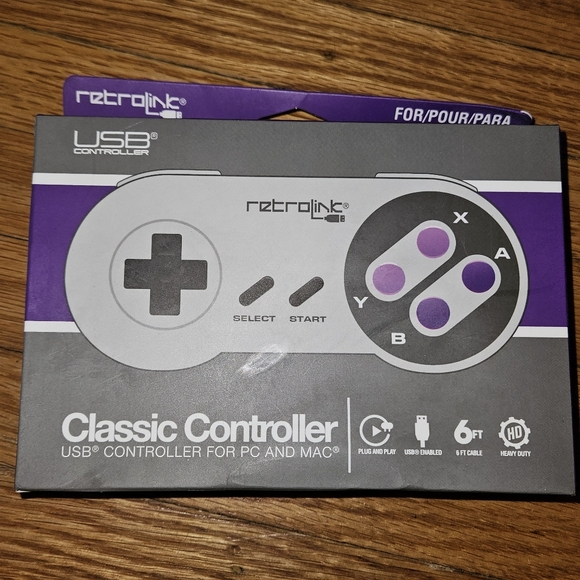 retrolink®
FOR/POUR/PARA
USB®
CONTROLLER
retrolink®
X
A
Y
B
SELECT START
Classic Controller
USB® CONTROLLER FOR PC AND MAC®
PLUG AND PLAY
USB® ENABLED
6FT
6 FT CABLE
HD
HEAVY DUTY